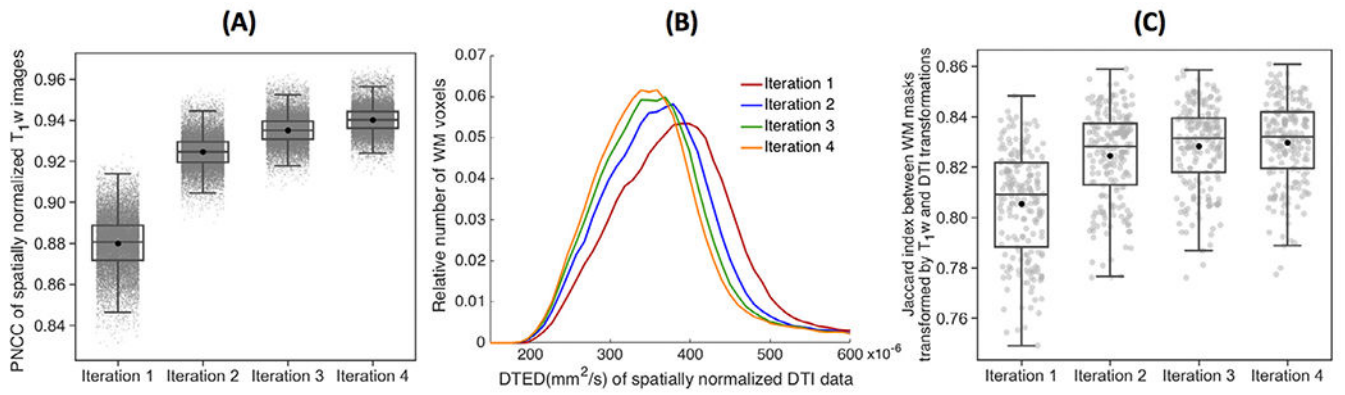 (A)
PNCC of spatially normalized T1w images
0.96
0.94
0.92
0.90
0.88
0.86
0.84
Iteration 1 Iteration 2 Iteration 3 Iteration 4
(B)
Relative number of WM voxels
0.07
0.06
0.05
0.04
0.03
0.02
0.01
0
Iteration 1
Iteration 2
Iteration 3
Iteration 4
200 300 400 500 600 x10-6
DTED(mm2/s) of spatially normalized DTI data
(C)
Jaccard index between WM masks
transformed by T1w and DTI transformations
0.86
0.84
0.82
0.80
0.78
0.76
Iteration 1 Iteration 2 Iteration 3 Iteration 4